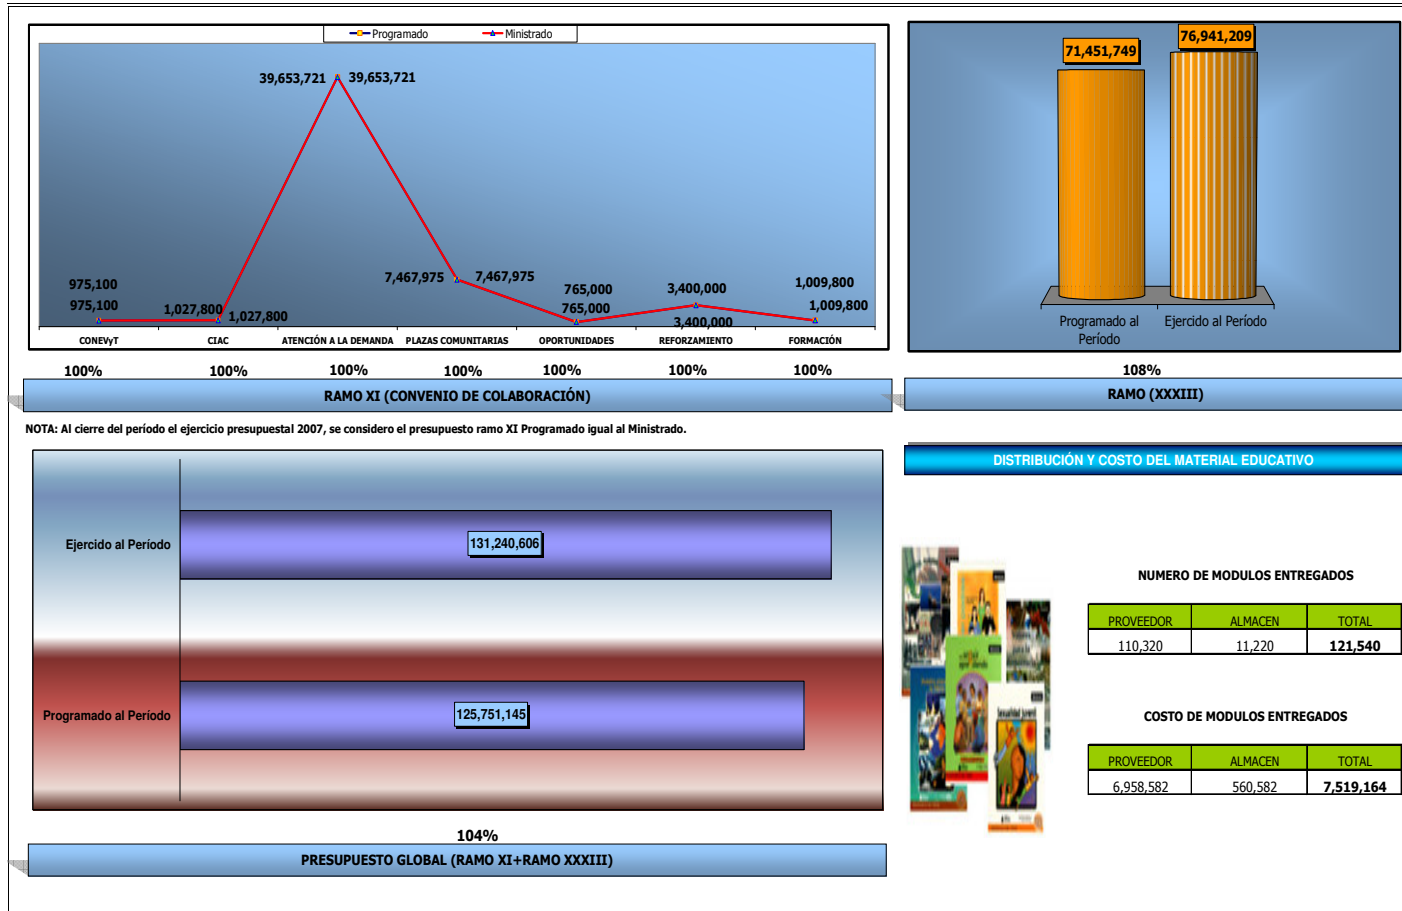 Programado
Ministrado
39,653,721 39,653,721
975,100
975,100
1,027,800
1,027,800
7,467,975 7,467,975
765,000
765,000
3,400,000
3,400,000
1,009,800
1,009,800
CONEVyT CIAC ATENCIÓN A LA DEMANDA PLAZAS COMUNITARIAS OPORTUNIDADES REFORZAMIENTO FORMACIÓN
100% 100% 100% 100% 100% 100% 100%
RAMO XI (CONVENIO DE COLABORACIÓN)
71,451,749
76,941,209
Programado al
Período
Ejercido al Período
108%
RAMO (XXXIII)
NOTA: Al cierre del período el ejercicio presupuestal 2007, se considero el presupuesto ramo XI Programado igual al Ministrado.
Ejercido al Período
131,240,606
Programado al Período
125,751,145
104%
PRESUPUESTO GLOBAL (RAMO XI+RAMO XXXIII)
DISTRIBUCIÓN Y COSTO DEL MATERIAL EDUCATIVO
Sexualidad juvenil
NUMERO DE MODULOS ENTREGADOS
PROVEEDOR ALMACEN TOTAL
110,320 11,220 121,540
COSTO DE MODULOS ENTREGADOS
PROVEEDOR ALMACEN TOTAL
6,958,582 560,582 7,519,164